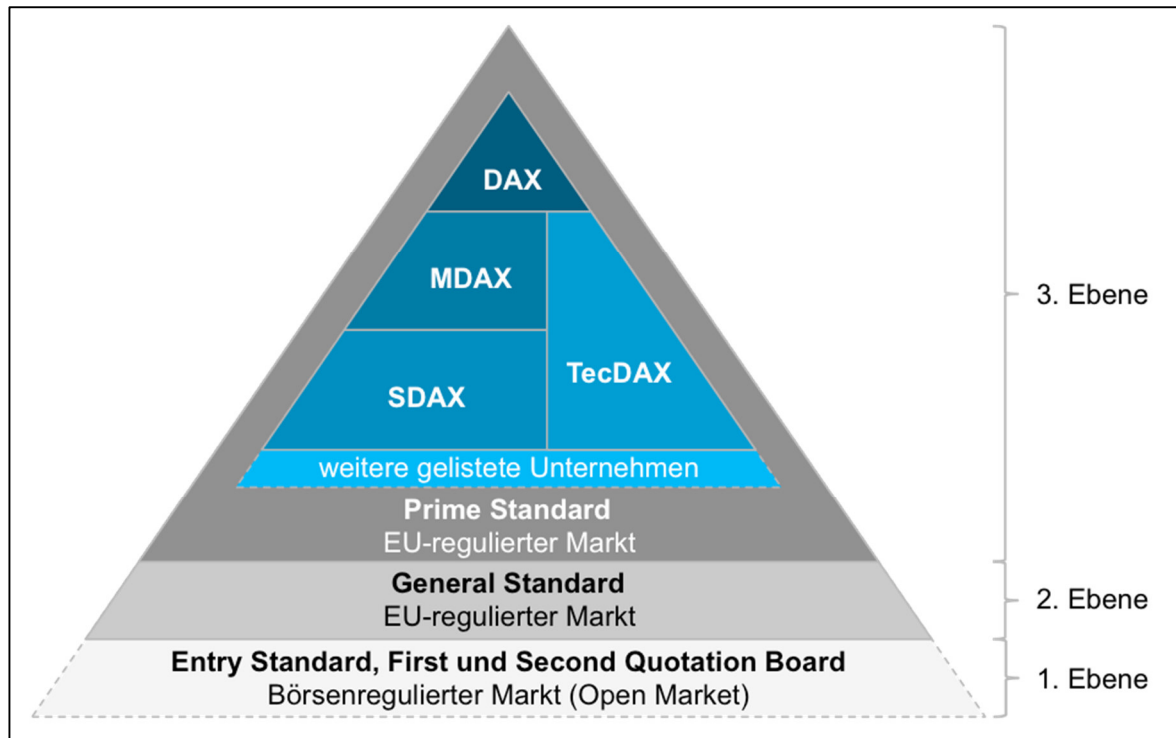 DAX
MDAX
TecDAX
SDAX
weitere gelistete Unternehmen
Prime Standard
EU-regulierter Markt
3. Ebene
General Standard
EU-regulierter Markt
2. Ebene
Entry Standard, First und Second Quotation Board
Börsenregulierter Markt (Open Market)
1. Ebene